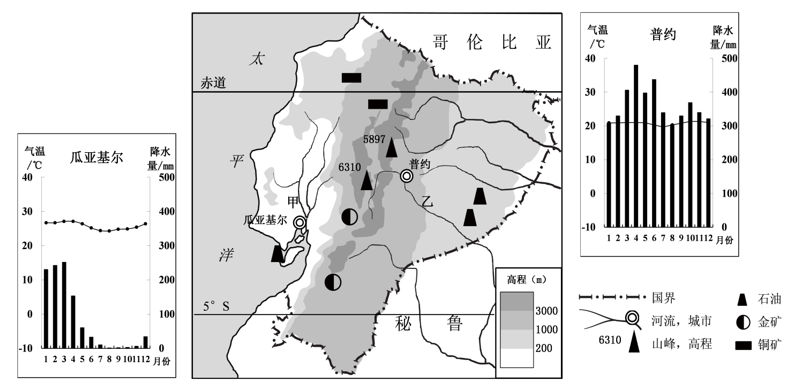 气温
/℃
瓜亚基尔
降水
量/mm
40
500
30
400
20
300
10
200
0
100
-10
0
1 2 3 4 5 6 7 8 9 10 11 12 月份
太
平
洋
哥 伦 比 亚
赤道
5897
6310
普约
甲
乙
瓜亚基尔
5°S
秘 鲁
高程(m)
3000
1000
200
气温
/℃
普约
降水
量/mm
40
500
30
400
20
300
10
200
0
100
-10
0
1 2 3 4 5 6 7 8 9 10 11 12 月份
国界
石油
河流,城市
金矿
6310
山峰,高程
铜矿